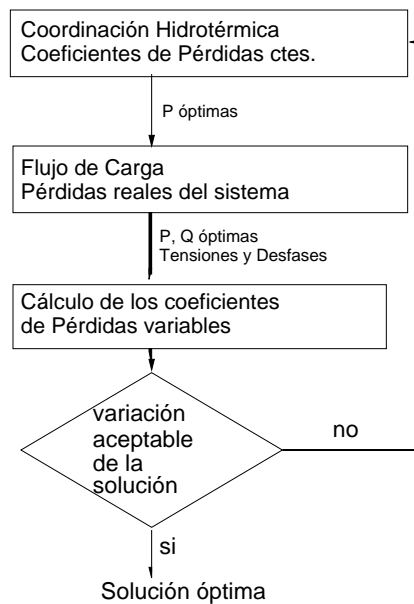 Coordinación Hidrotérmica
Coeficientes de Pérdidas ctes.
P óptimas
Flujo de Carga
Pérdidas reales del sistema
P, Q óptimas
Tensiones y Desfases
Cálculo de los coeficientes
de Pérdidas variables
variación
aceptable
de la
solución
no
si
Solución óptima